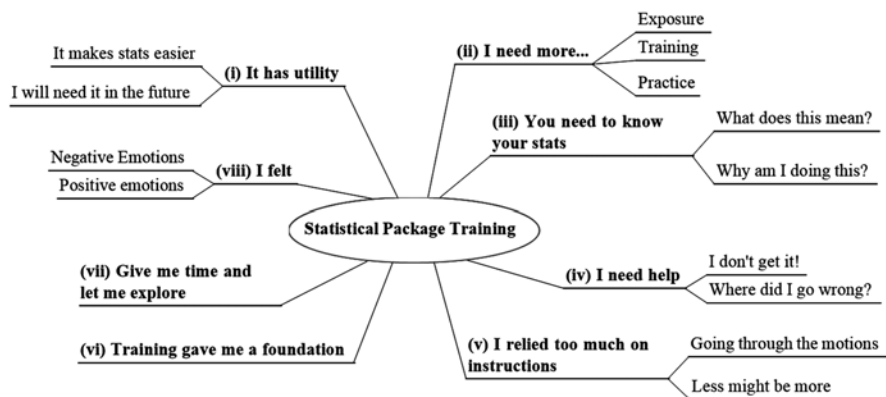 It makes stats easier
I will need it in the future
(i) It has utility
(ii) I need more...
Exposure
Training
Practice
(iii) You need to know
your stats
What does this mean?
Why am I doing this?
Negative Emotions
Positive emotions
(viii) I felt
Statistical Package Training
(vii) Give me time and
let me explore
(iv) I need help
I don't get it!
Where did I go wrong?
(vi) Training gave me a foundation
(v) I relied too much on
instructions
Going through the motions
Less might be more